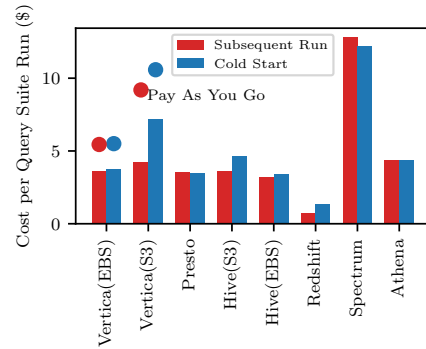 Cost per Query Suite Run ($)
10
5
0
Subsequent Run
Cold Start
Pay As You Go
Vertica(EBS)
Vertica(S3)
Presto
Hive(S3)
Hive(EBS)
Redshift
Spectrum
Athena